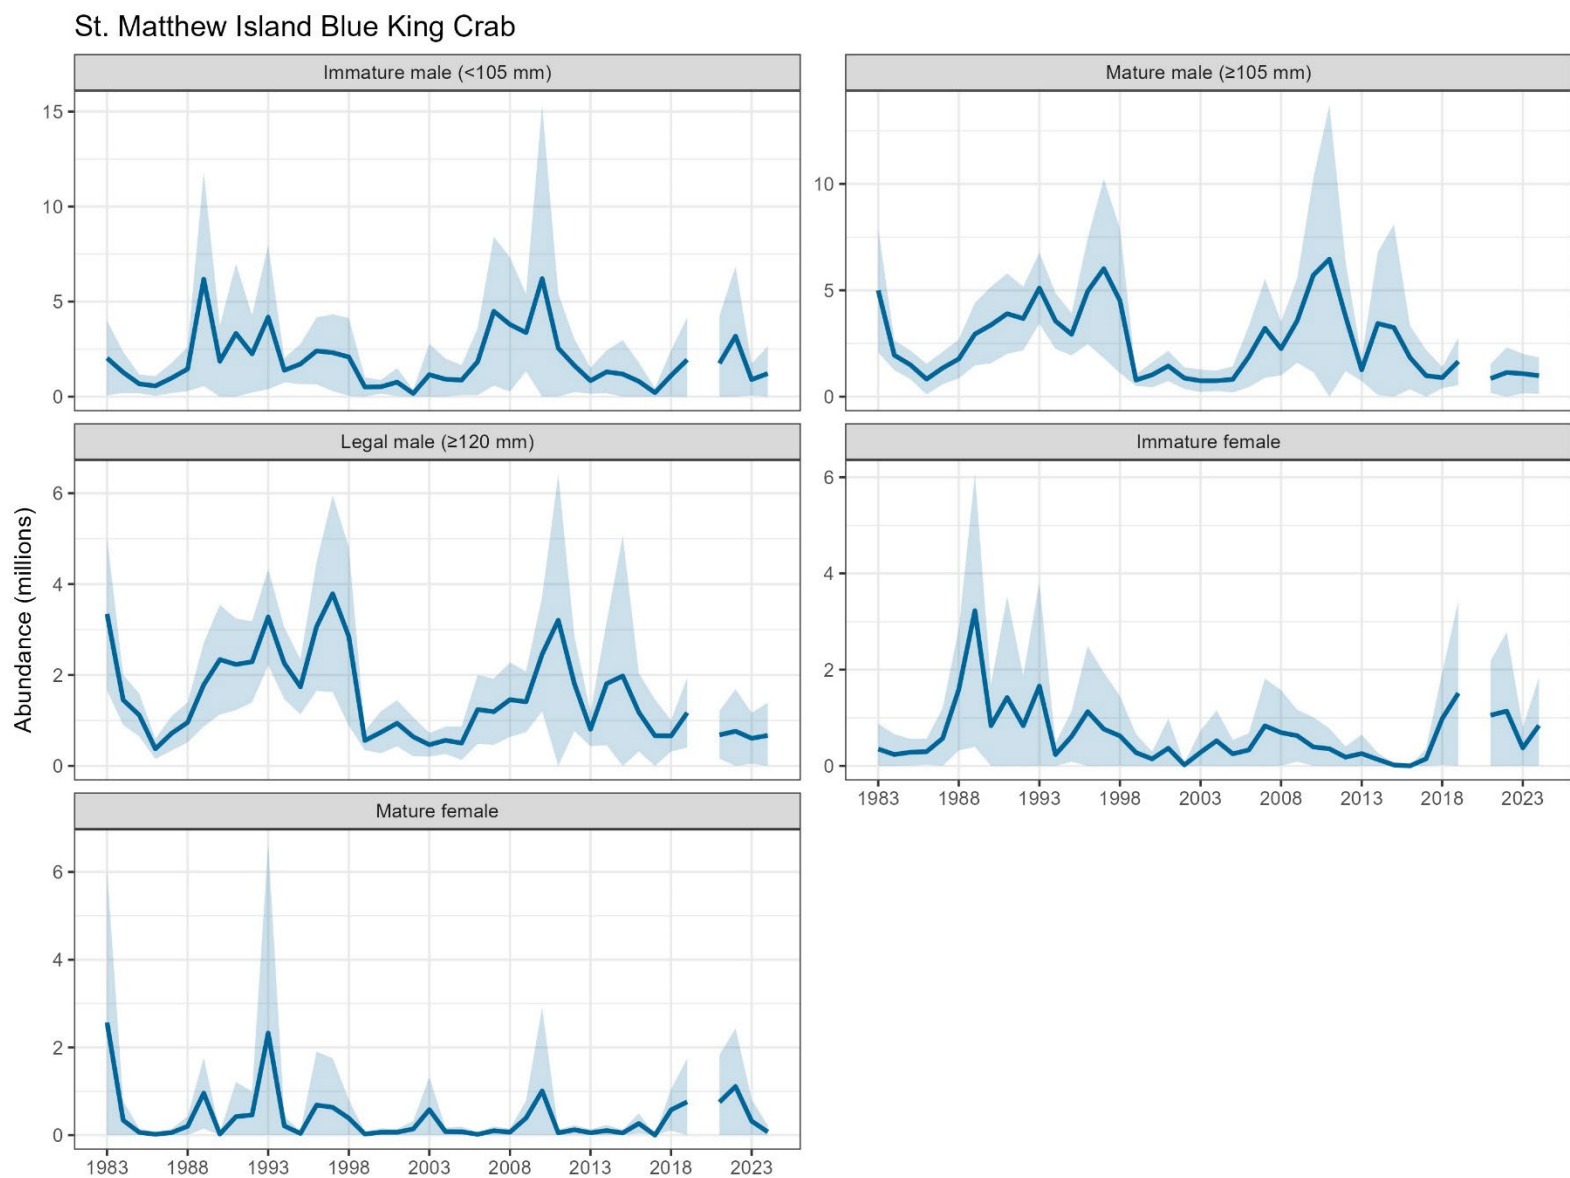 St. Matthew Island Blue King Crab
Immature male (<105 mm)
15
10
5
0
Mature male (≥105 mm)
10
5
0
Abundance (millions)
Legal male (≥120 mm)
6
4
2
0
Immature female
6
4
2
0
1983 1988 1993 1998 2003 2008 2013 2018 2023
Mature female
6
4
2
0
1983 1988 1993 1998 2003 2008 2013 2018 2023